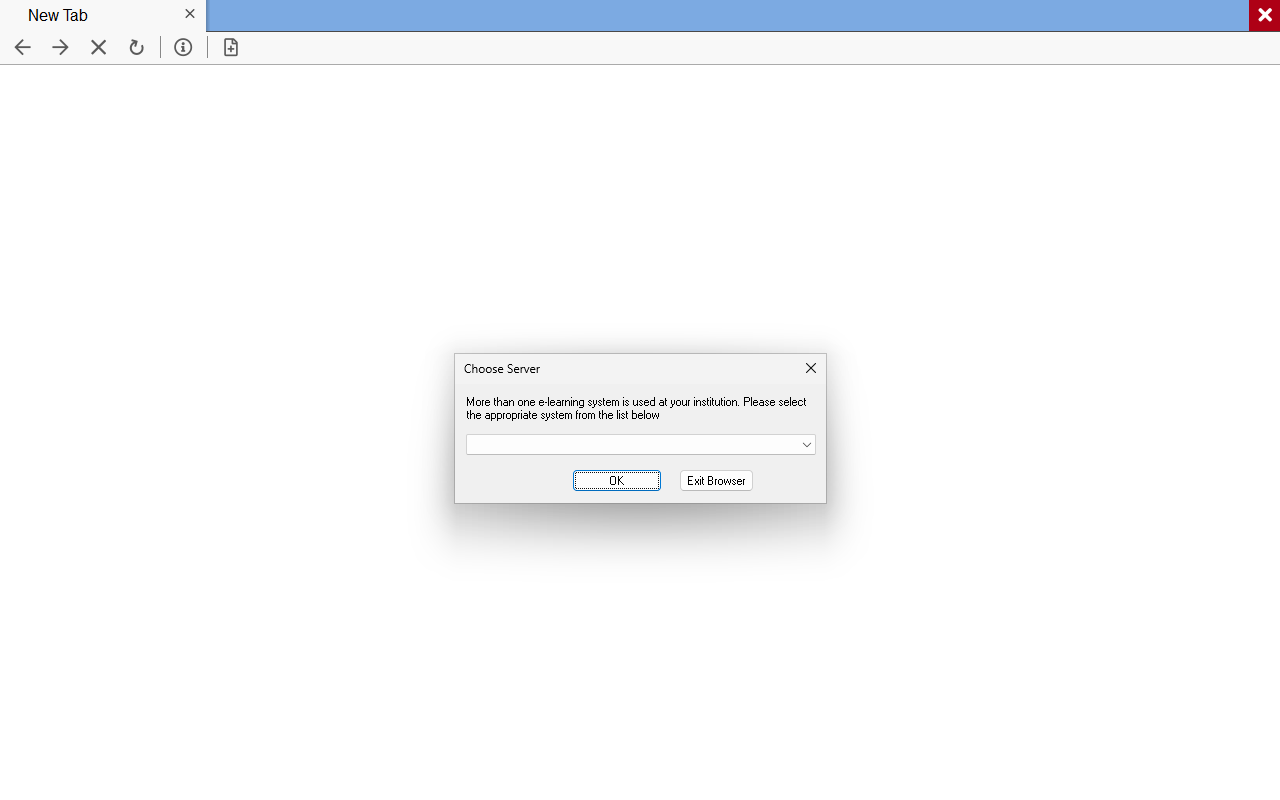 New Tab
Choose Server
More than one e-learning system is used at your institution. Please select
the appropriate system from the list below
OK
Exit Browser